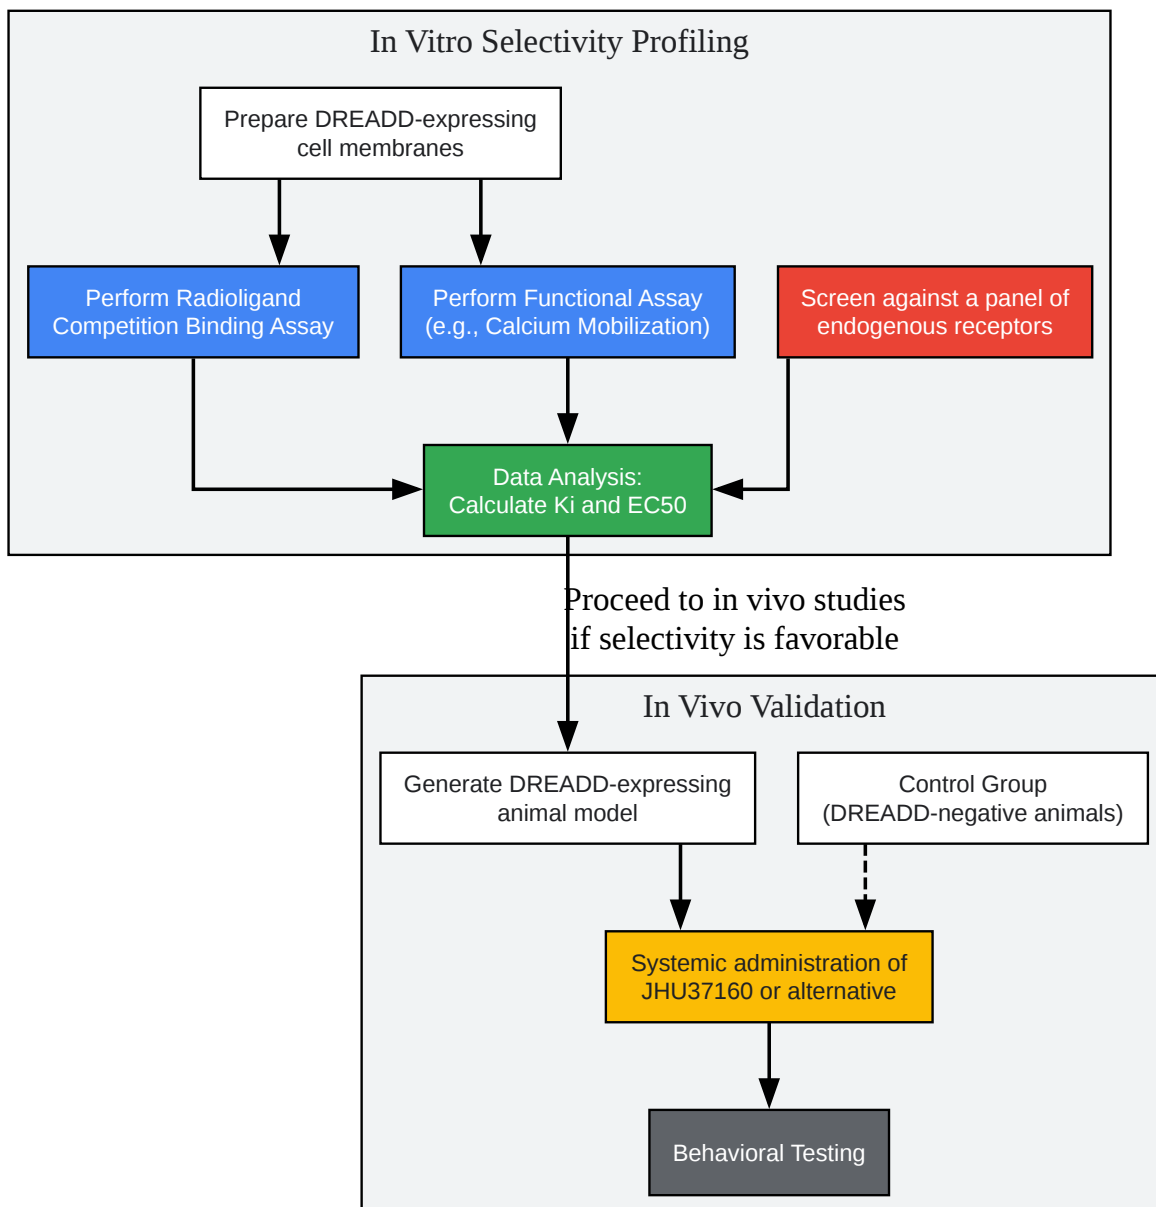 In Vitro Selectivity Profiling
Prepare DREADD-expressing
cell membranes
Perform Radioligand
Competition Binding Assay
Perform Functional Assay
(e.g., Calcium Mobilization)
Screen against a panel of
endogenous receptors
Data Analysis:
Calculate Ki and EC50
Proceed to in vivo studies
if selectivity is favorable
In Vivo Validation
Generate DREADD-expressing
animal model
Control Group
(DREADD-negative animals)
Systemic administration of
JHU37160 or alternative
Behavioral Testing